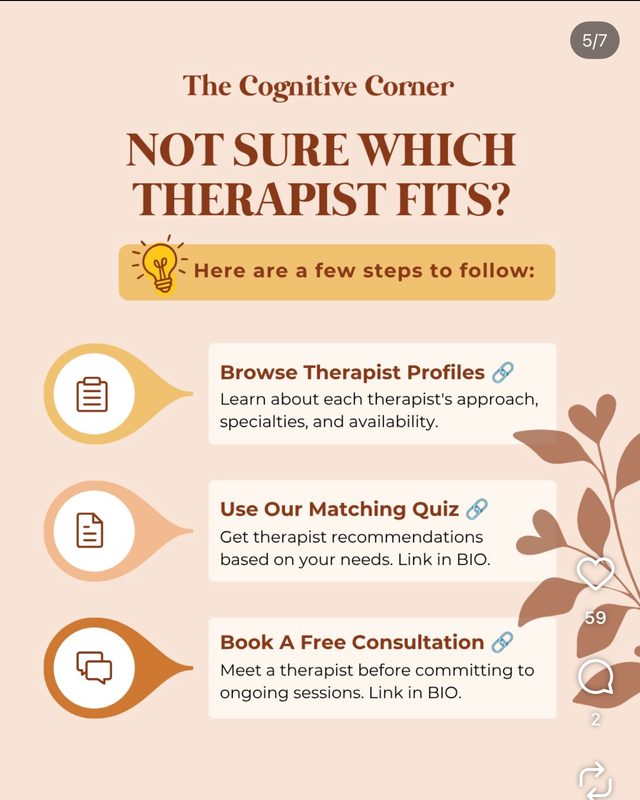 5/7
The Cognitive Corner
NOT SURE WHICH
THERAPIST FITS?
Here are a few steps to follow:
Browse Therapist Profiles 🔗
Learn about each therapist's approach,
specialties, and availability.
Use Our Matching Quiz 🔗
Get therapist recommendations
based on your needs. Link in BIO.
Book A Free Consultation 🔗
Meet a therapist before committing to
ongoing sessions. Link in BIO.
59
2